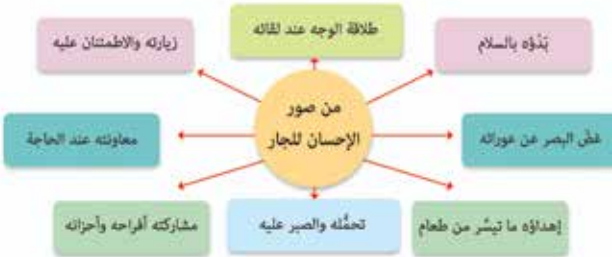 من صور
الإحسان للجار
بَدْؤه بالسلام
طلاقة الوجه عند لقائه
زيارته والاطمئنان عليه
غضّ البصر عن عوراته
معاونته عند الحاجة
إهداؤه ما تيسَّر من طعام
تحمُّله والصبر عليه
مشاركته أفراحه وأحزانه